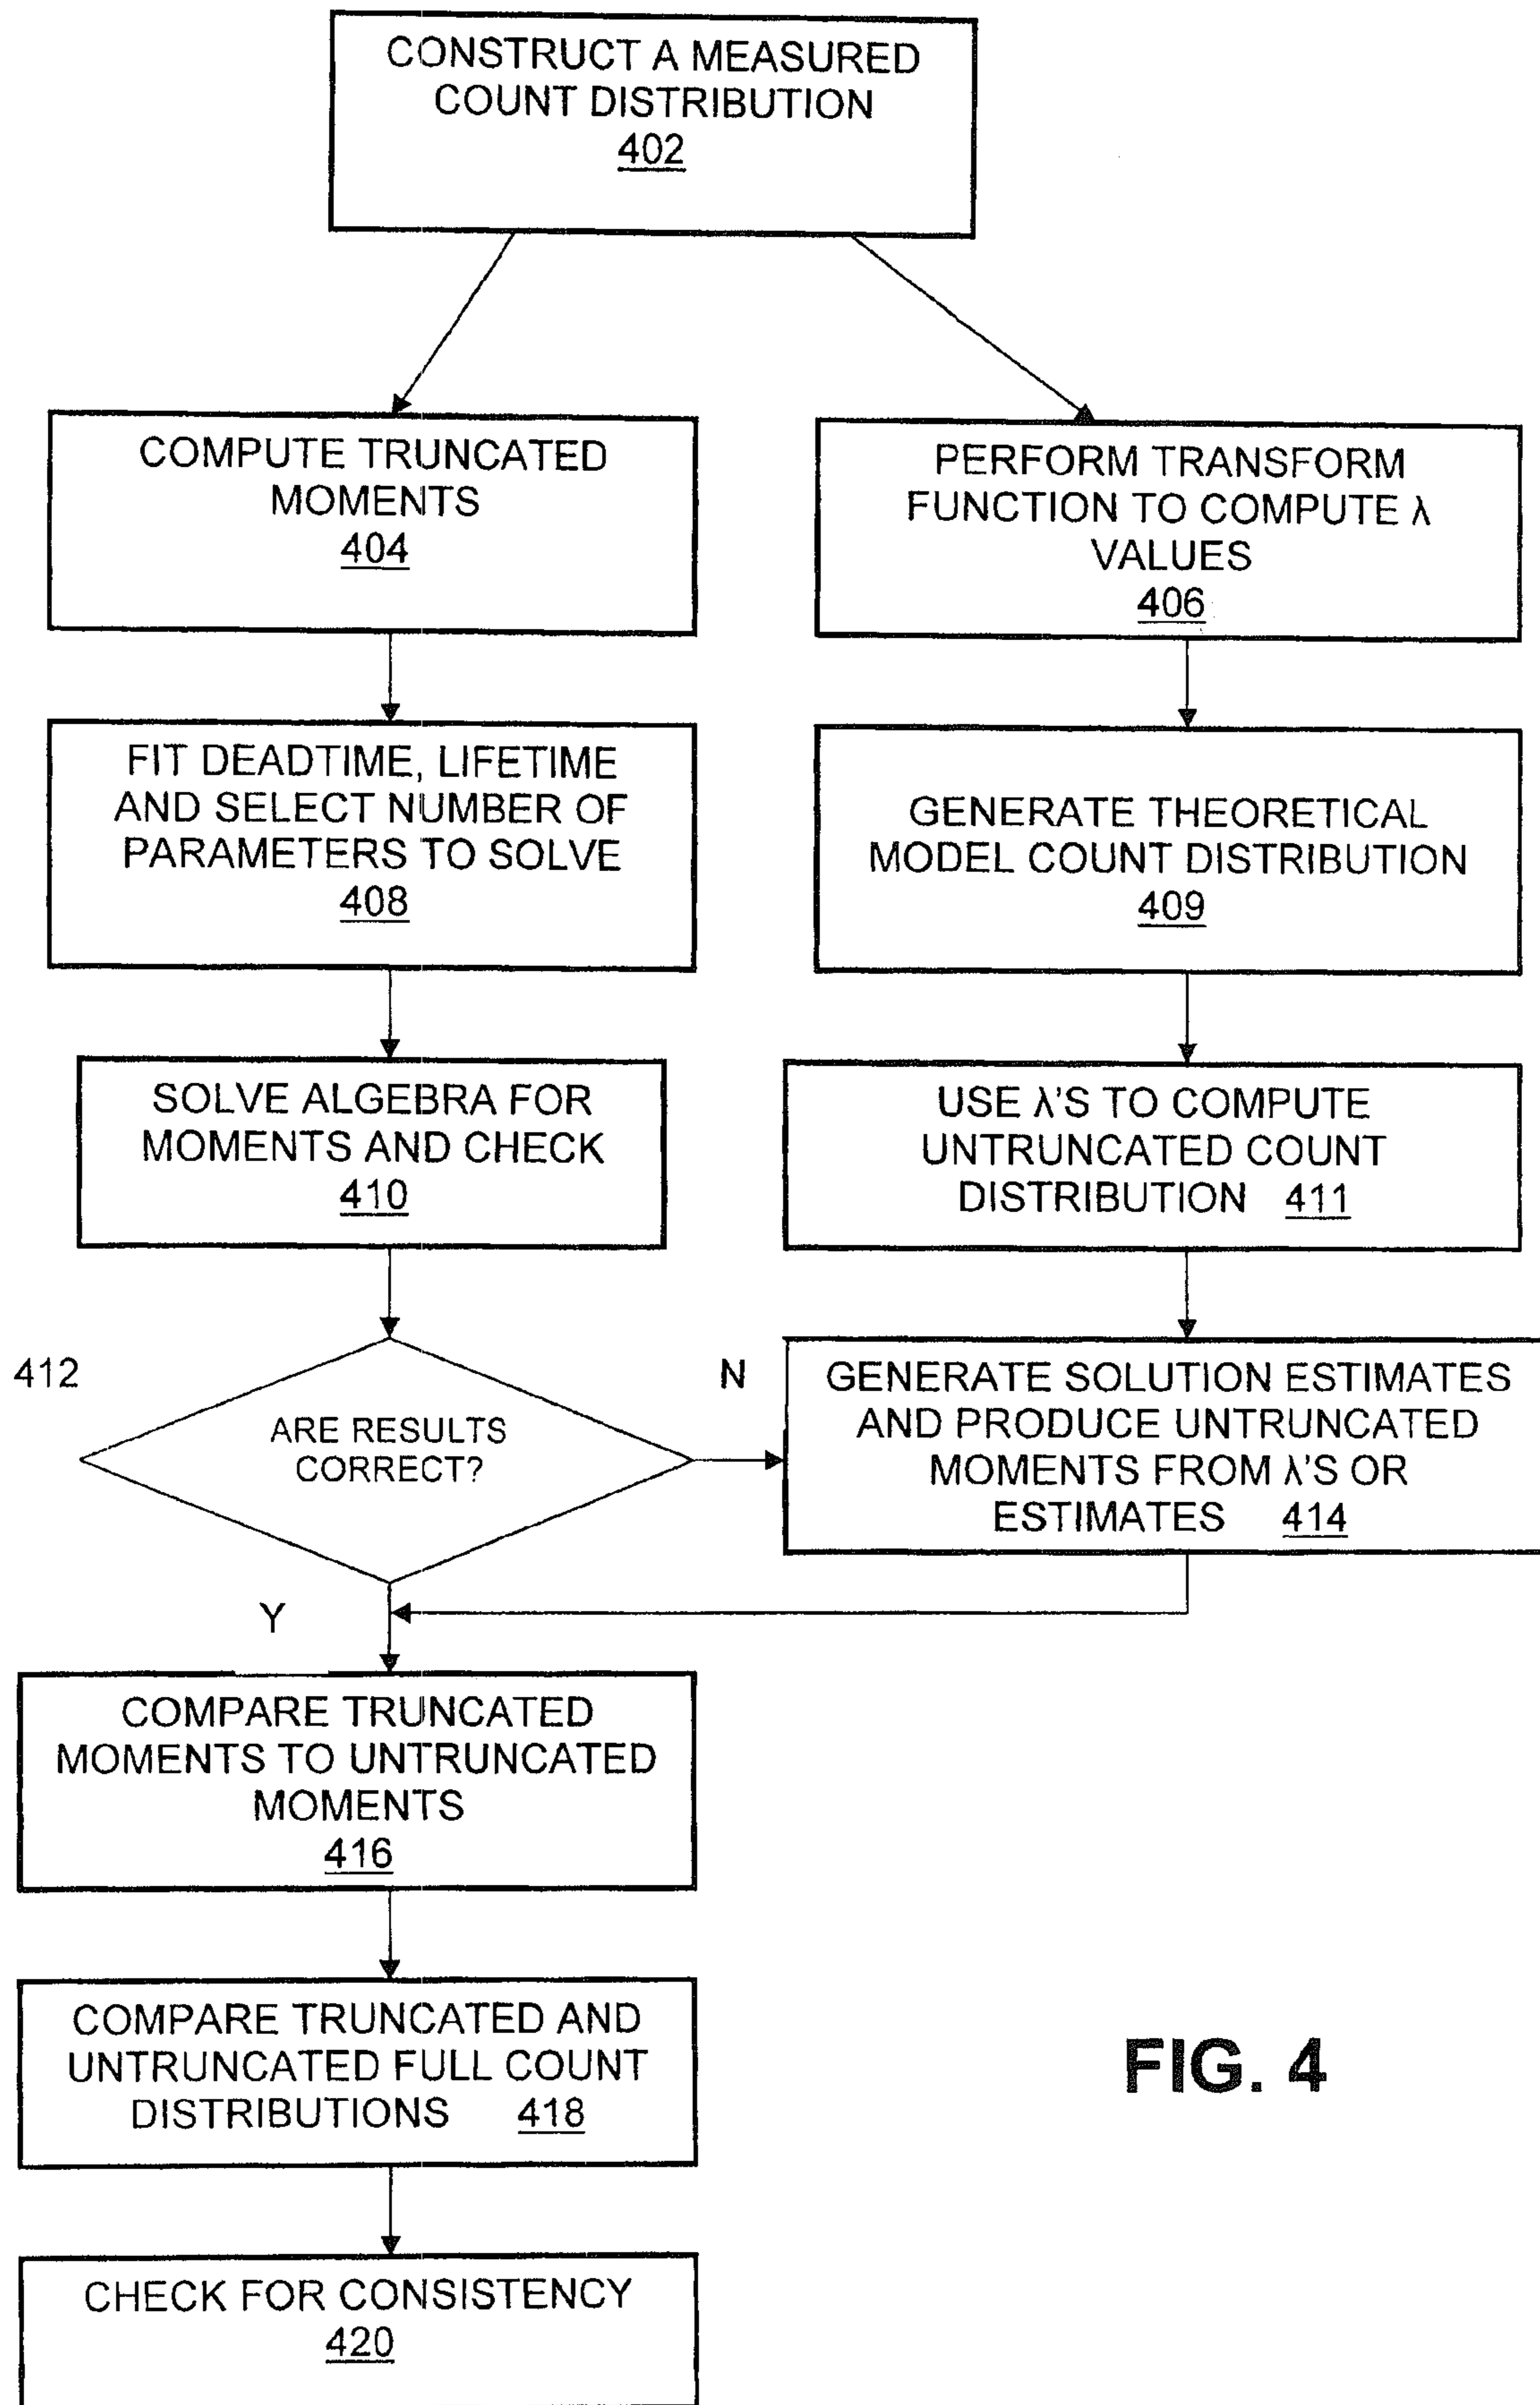 CONSTRUCT A MEASURED
COUNT DISTRIBUTION
402
COMPUTE TRUNCATED
MOMENTS
404
PERFORM TRANSFORM
FUNCTION TO COMPUTE λ
VALUES
406
FIT DEADTIME, LIFETIME
AND SELECT NUMBER OF
PARAMETERS TO SOLVE
408
GENERATE THEORETICAL
MODEL COUNT DISTRIBUTION
409
SOLVE ALGEBRA FOR
MOMENTS AND CHECK
410
USE λ'S TO COMPUTE
UNTRUNCATED COUNT
DISTRIBUTION 411
412
ARE RESULTS
CORRECT?
N
GENERATE SOLUTION ESTIMATES
AND PRODUCE UNTRUNCATED
MOMENTS FROM λ'S OR
ESTIMATES 414
Y
COMPARE TRUNCATED
MOMENTS TO UNTRUNCATED
MOMENTS
416
COMPARE TRUNCATED AND
UNTRUNCATED FULL COUNT
DISTRIBUTIONS 418
FIG. 4
CHECK FOR CONSISTENCY
420